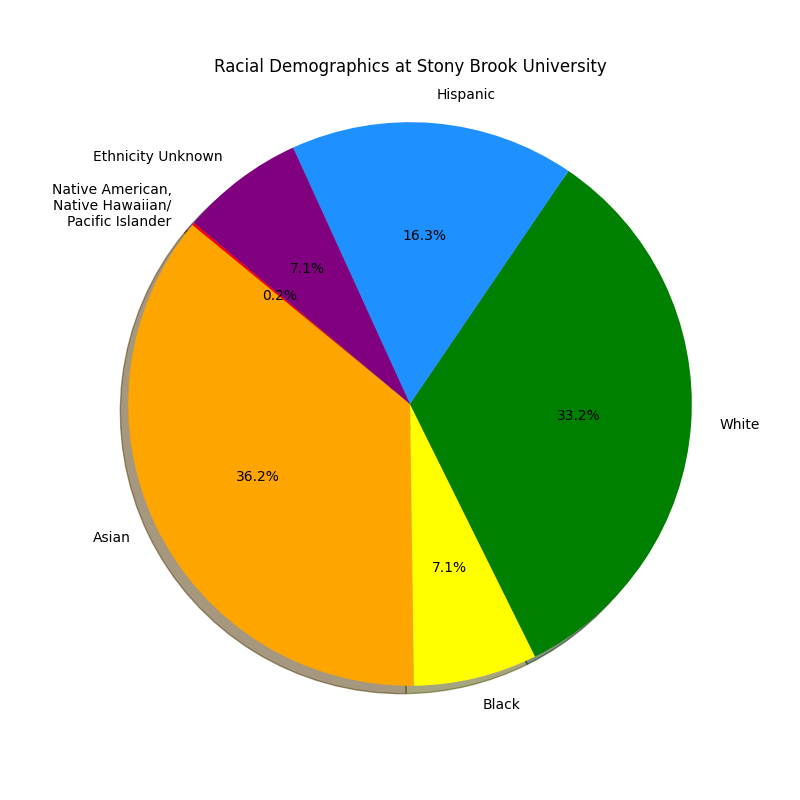 Racial Demographics at Stony Brook University
Hispanic
Ethnicity Unknown
Native American,
Native Hawaiian/
Pacific Islander
16.3%
7.1%
0.2%
33.2%
White
36.2%
Asian
7.1%
Black